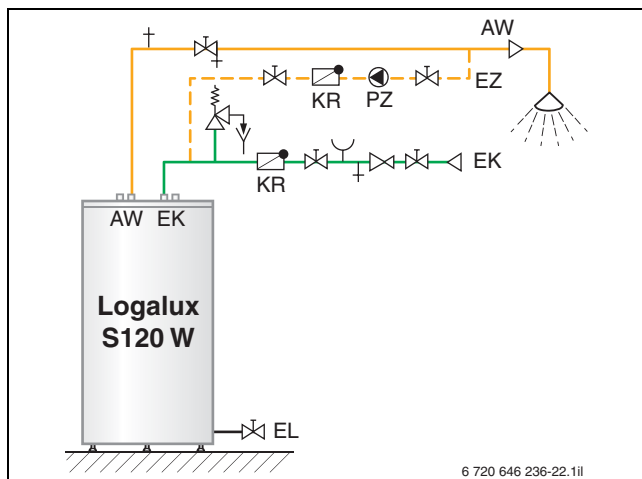 AW
KR
PZ
EZ
KR
EK
AW EK
Logalux
S120 W
EL
6 720 646 236-22.1il